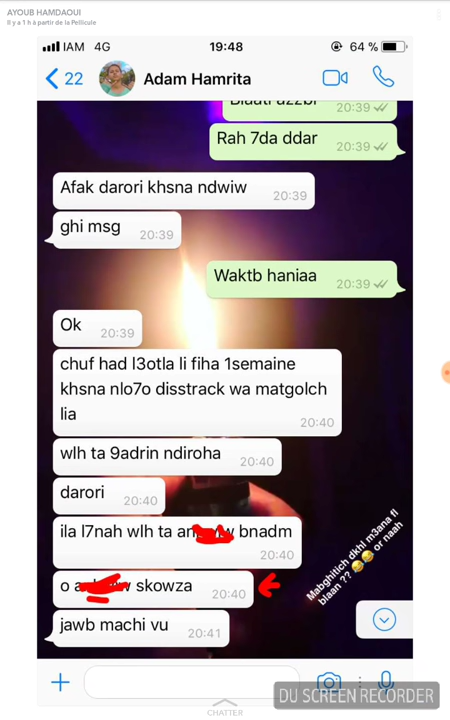 AYOUB HAMDAOUI
Il y a 1 h à partir de la Pellicule
IAM 4G 19:48 64 %
22 Adam Hamrita
20:39
Rah 7da ddar 20:39
Afak darori khsna ndwiw 20:39
ghi msg 20:39
Waktb haniaa 20:39
Ok 20:39
chuf had l3otla li fiha 1semaine
khsna nlo7o disstrack wa matgolch
lia 20:40
wlh ta 9adrin ndiroha 20:40
darori 20:40
ila l7nah wlh ta bnadm
20:40
o skowza 20:40
jawb machi vu 20:41
Mabghitich dkhl m3ana fl
blaan ?? 🤣🤣 or naah
DU SCREEN RECORDER
CHATTER